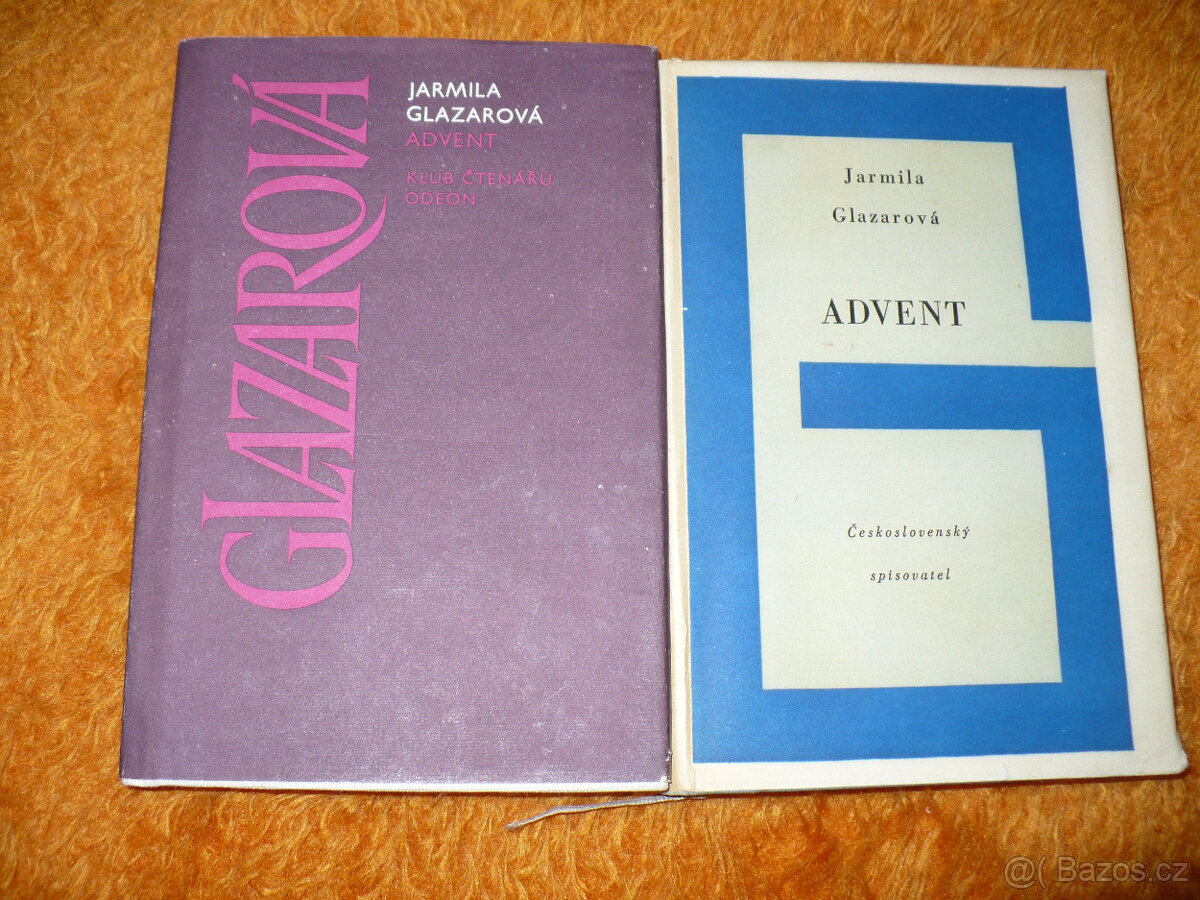 GLAZAROVÁ
JARMILA
GLAZAROVÁ
ADVENT
KLUB ČTENÁŘŮ
ODEON
Jarmila
Glazarová
ADVENT
Československý
spisovatel
@( Bazos.cz